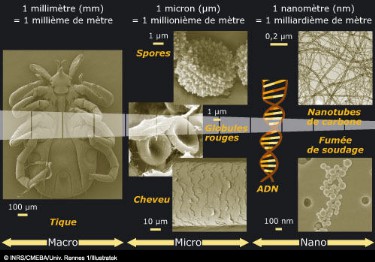 1 millimètre (mm)
= 1 millième de mètre
1 micron (µm)
= 1 millionième de mètre
1 nanomètre (nm)
= 1 milliardième de mètre
1 µm
Spores
0,2 µm
1 µm
Globules
rouges
Nanotubes
de carbone
Fumée
de soudage
Cheveu
ADN
100 µm
Tique
10 µm
100 nm
Macro
Micro
Nano
© INRS/CMEBA/Univ. Rennes 1/Illustratek